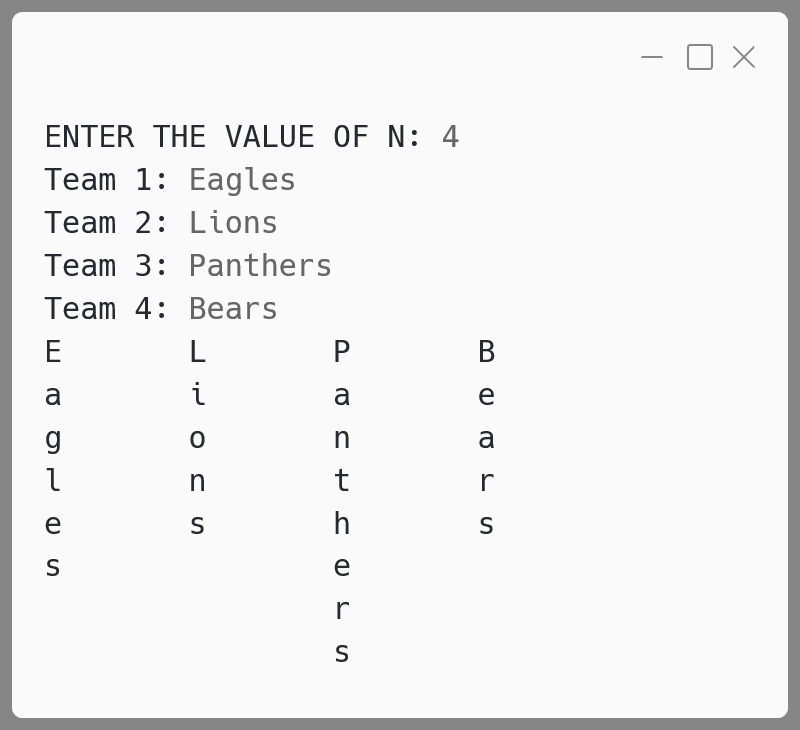 ENTER THE VALUE OF N: 4
Team 1: Eagles
Team 2: Lions
Team 3: Panthers
Team 4: Bears
E       L       P       B
a       i       a       e
g       o       n       a
l       n       t       r
e       s       h       s
s               e
                r
                s